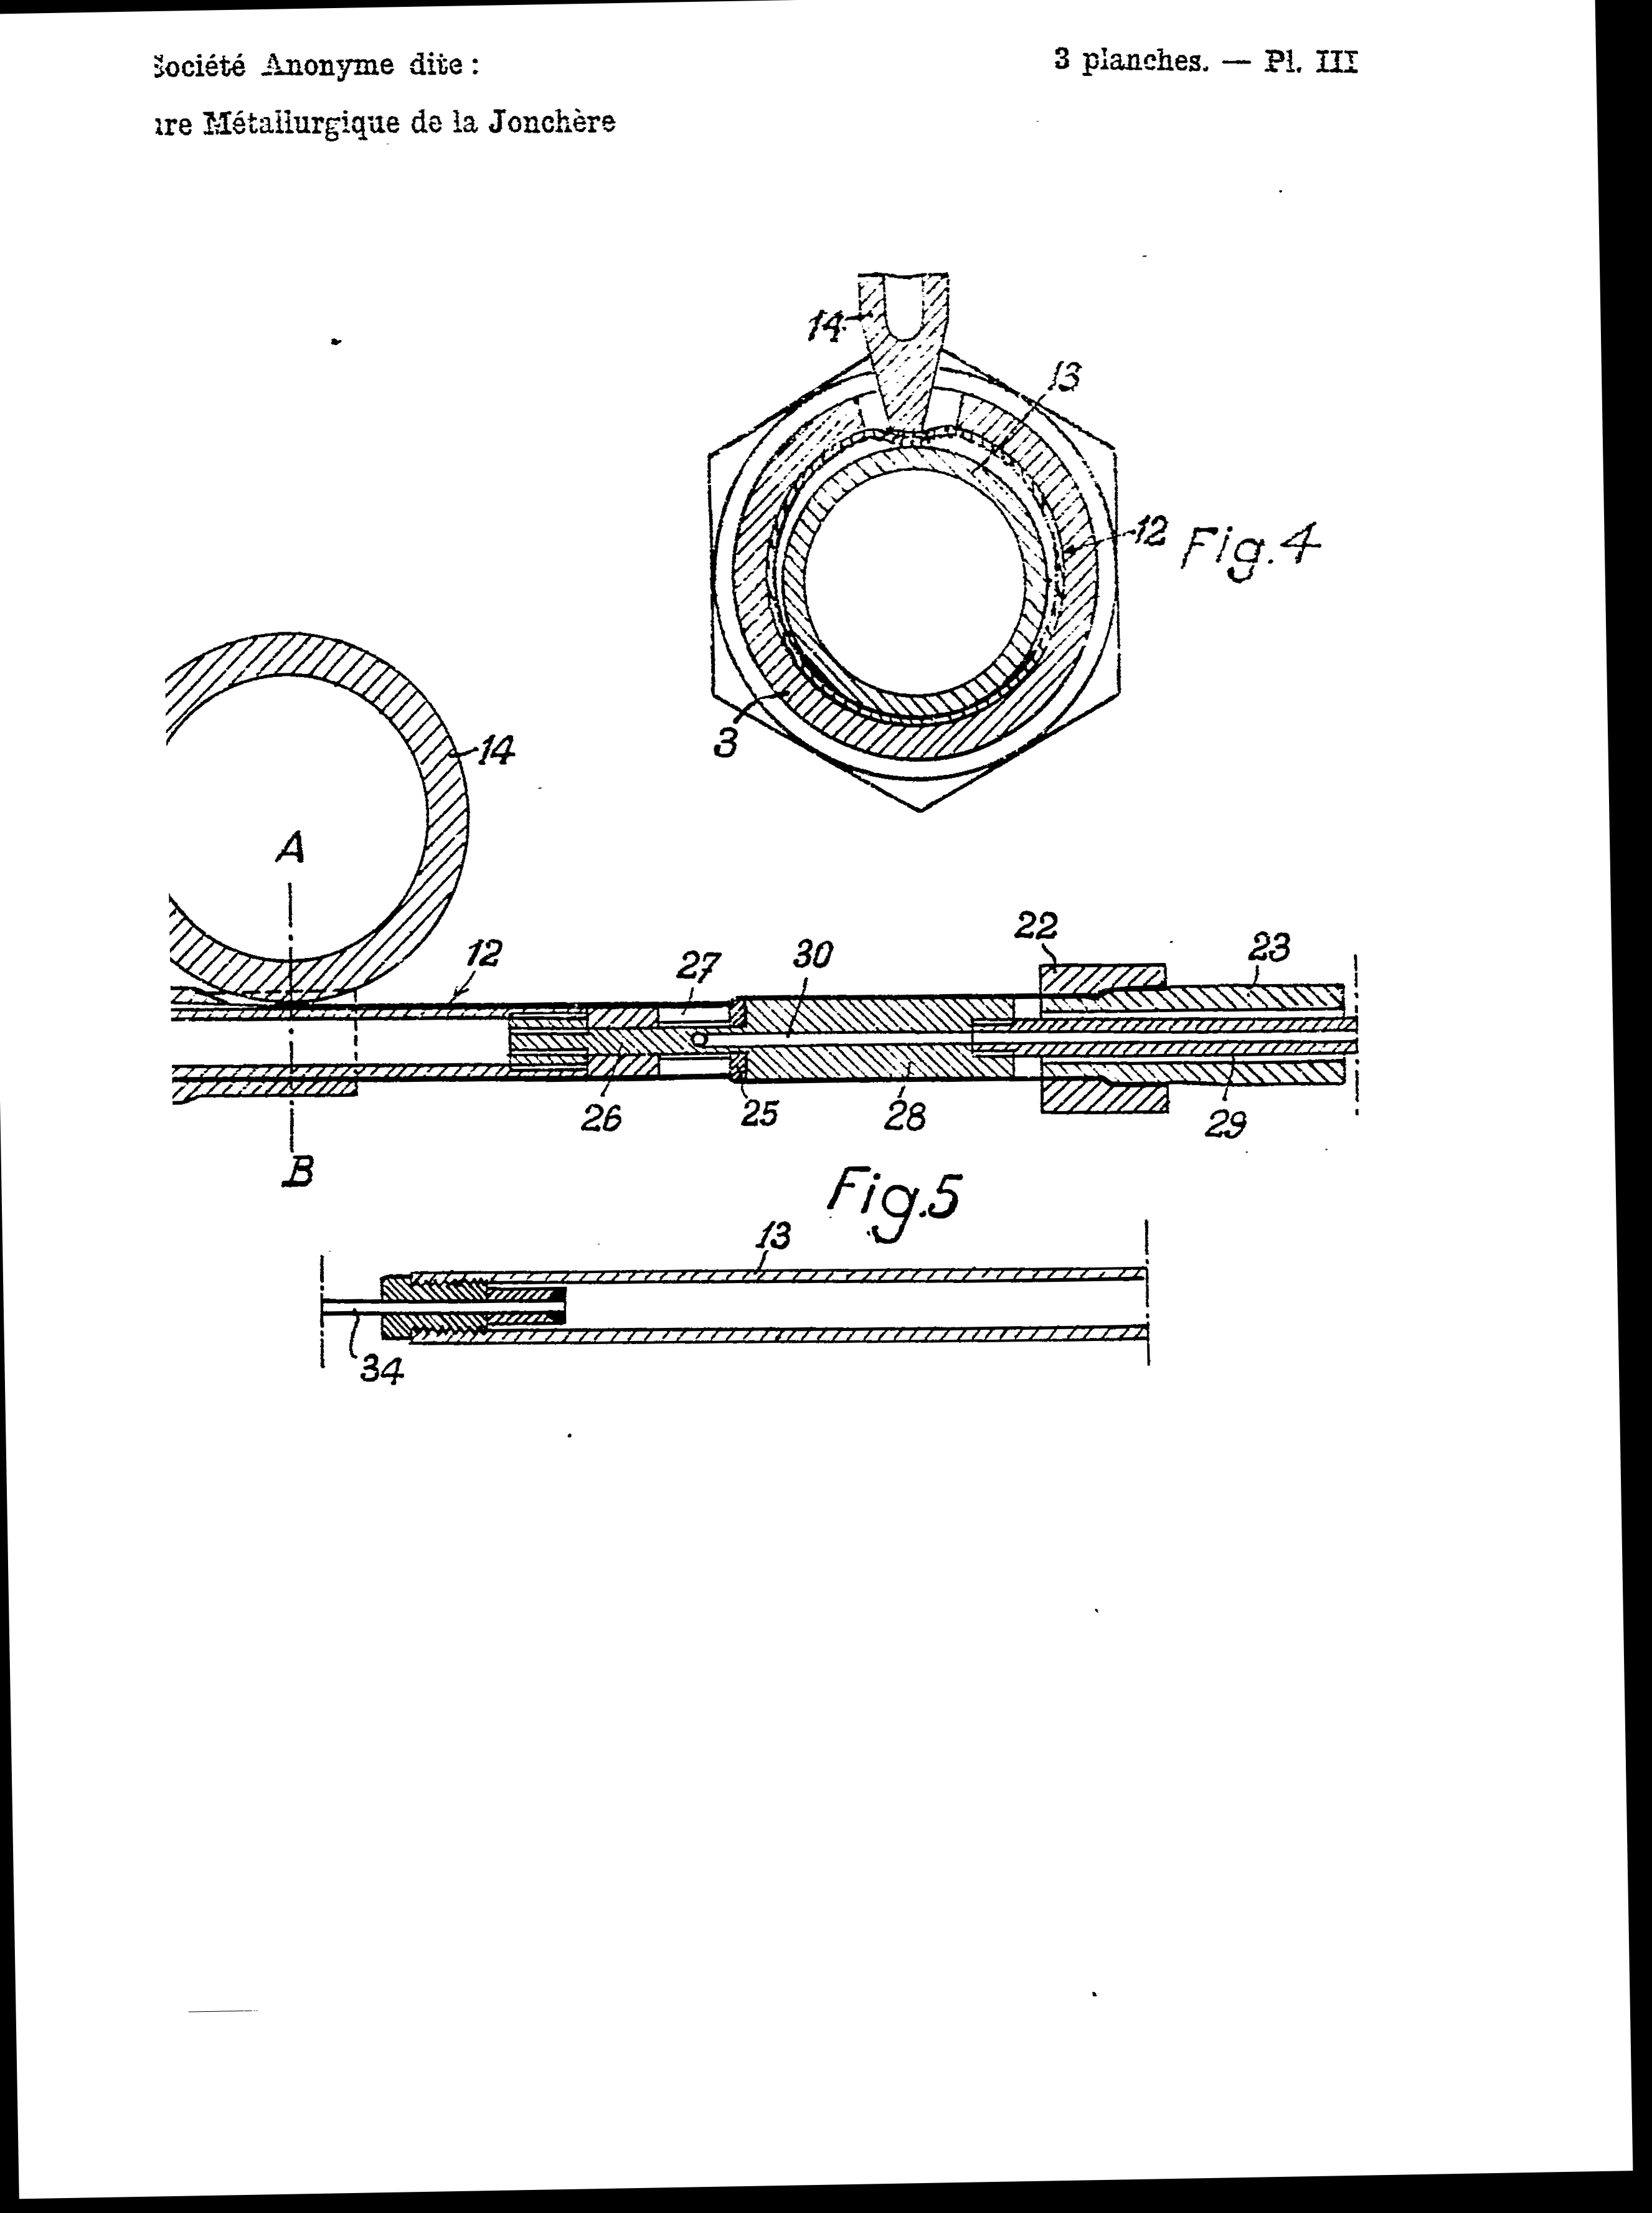 Société Anonyme dite :
3 planches. — Pl. III
Métallurgique de la Jonchère
14
13
12
Fig.4
3
14
A
12
27
30
22
23
26
25
28
29
B
Fig.5
13
34